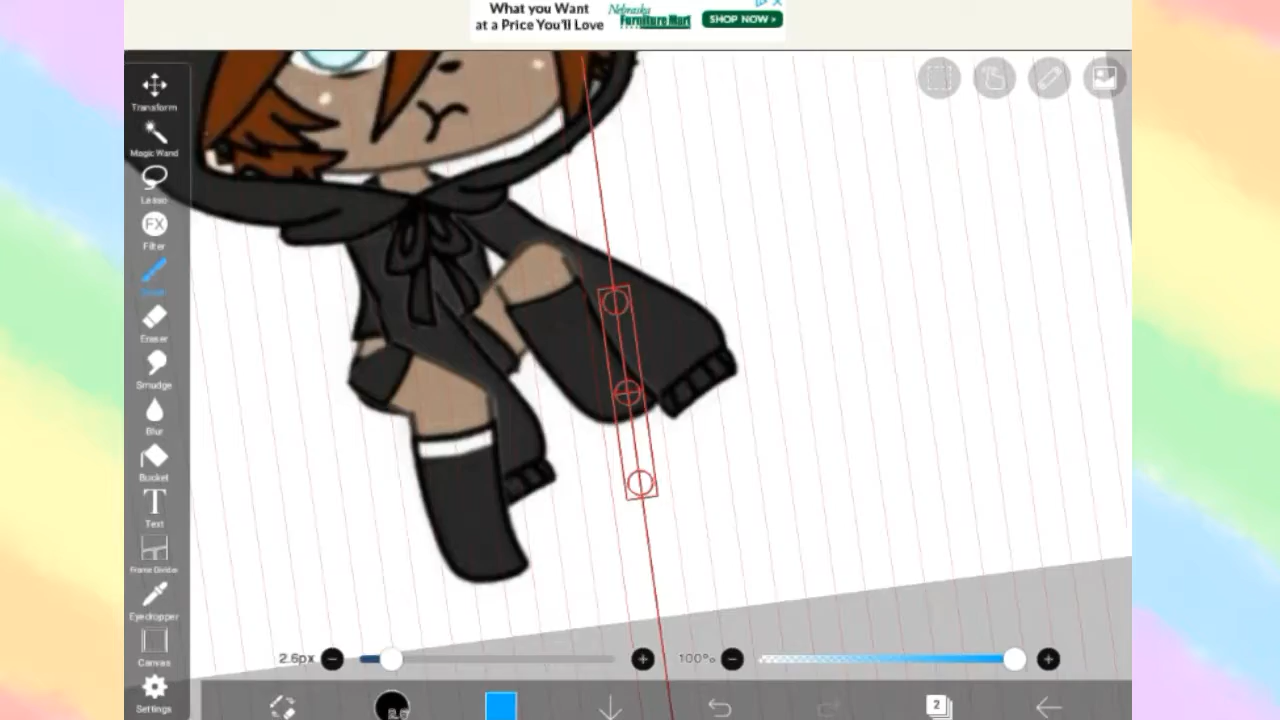 What you Want
at a Price You'll Love
Nebraska
Furniture Mart
SHOP NOW >
Transform
Magic Wand
Lasso
FX
Filter
Eraser
Smudge
Blur
Bucket
T
Text
Frame Divider
Eyedropper
Canvas
Settings
2.6px
100%
2